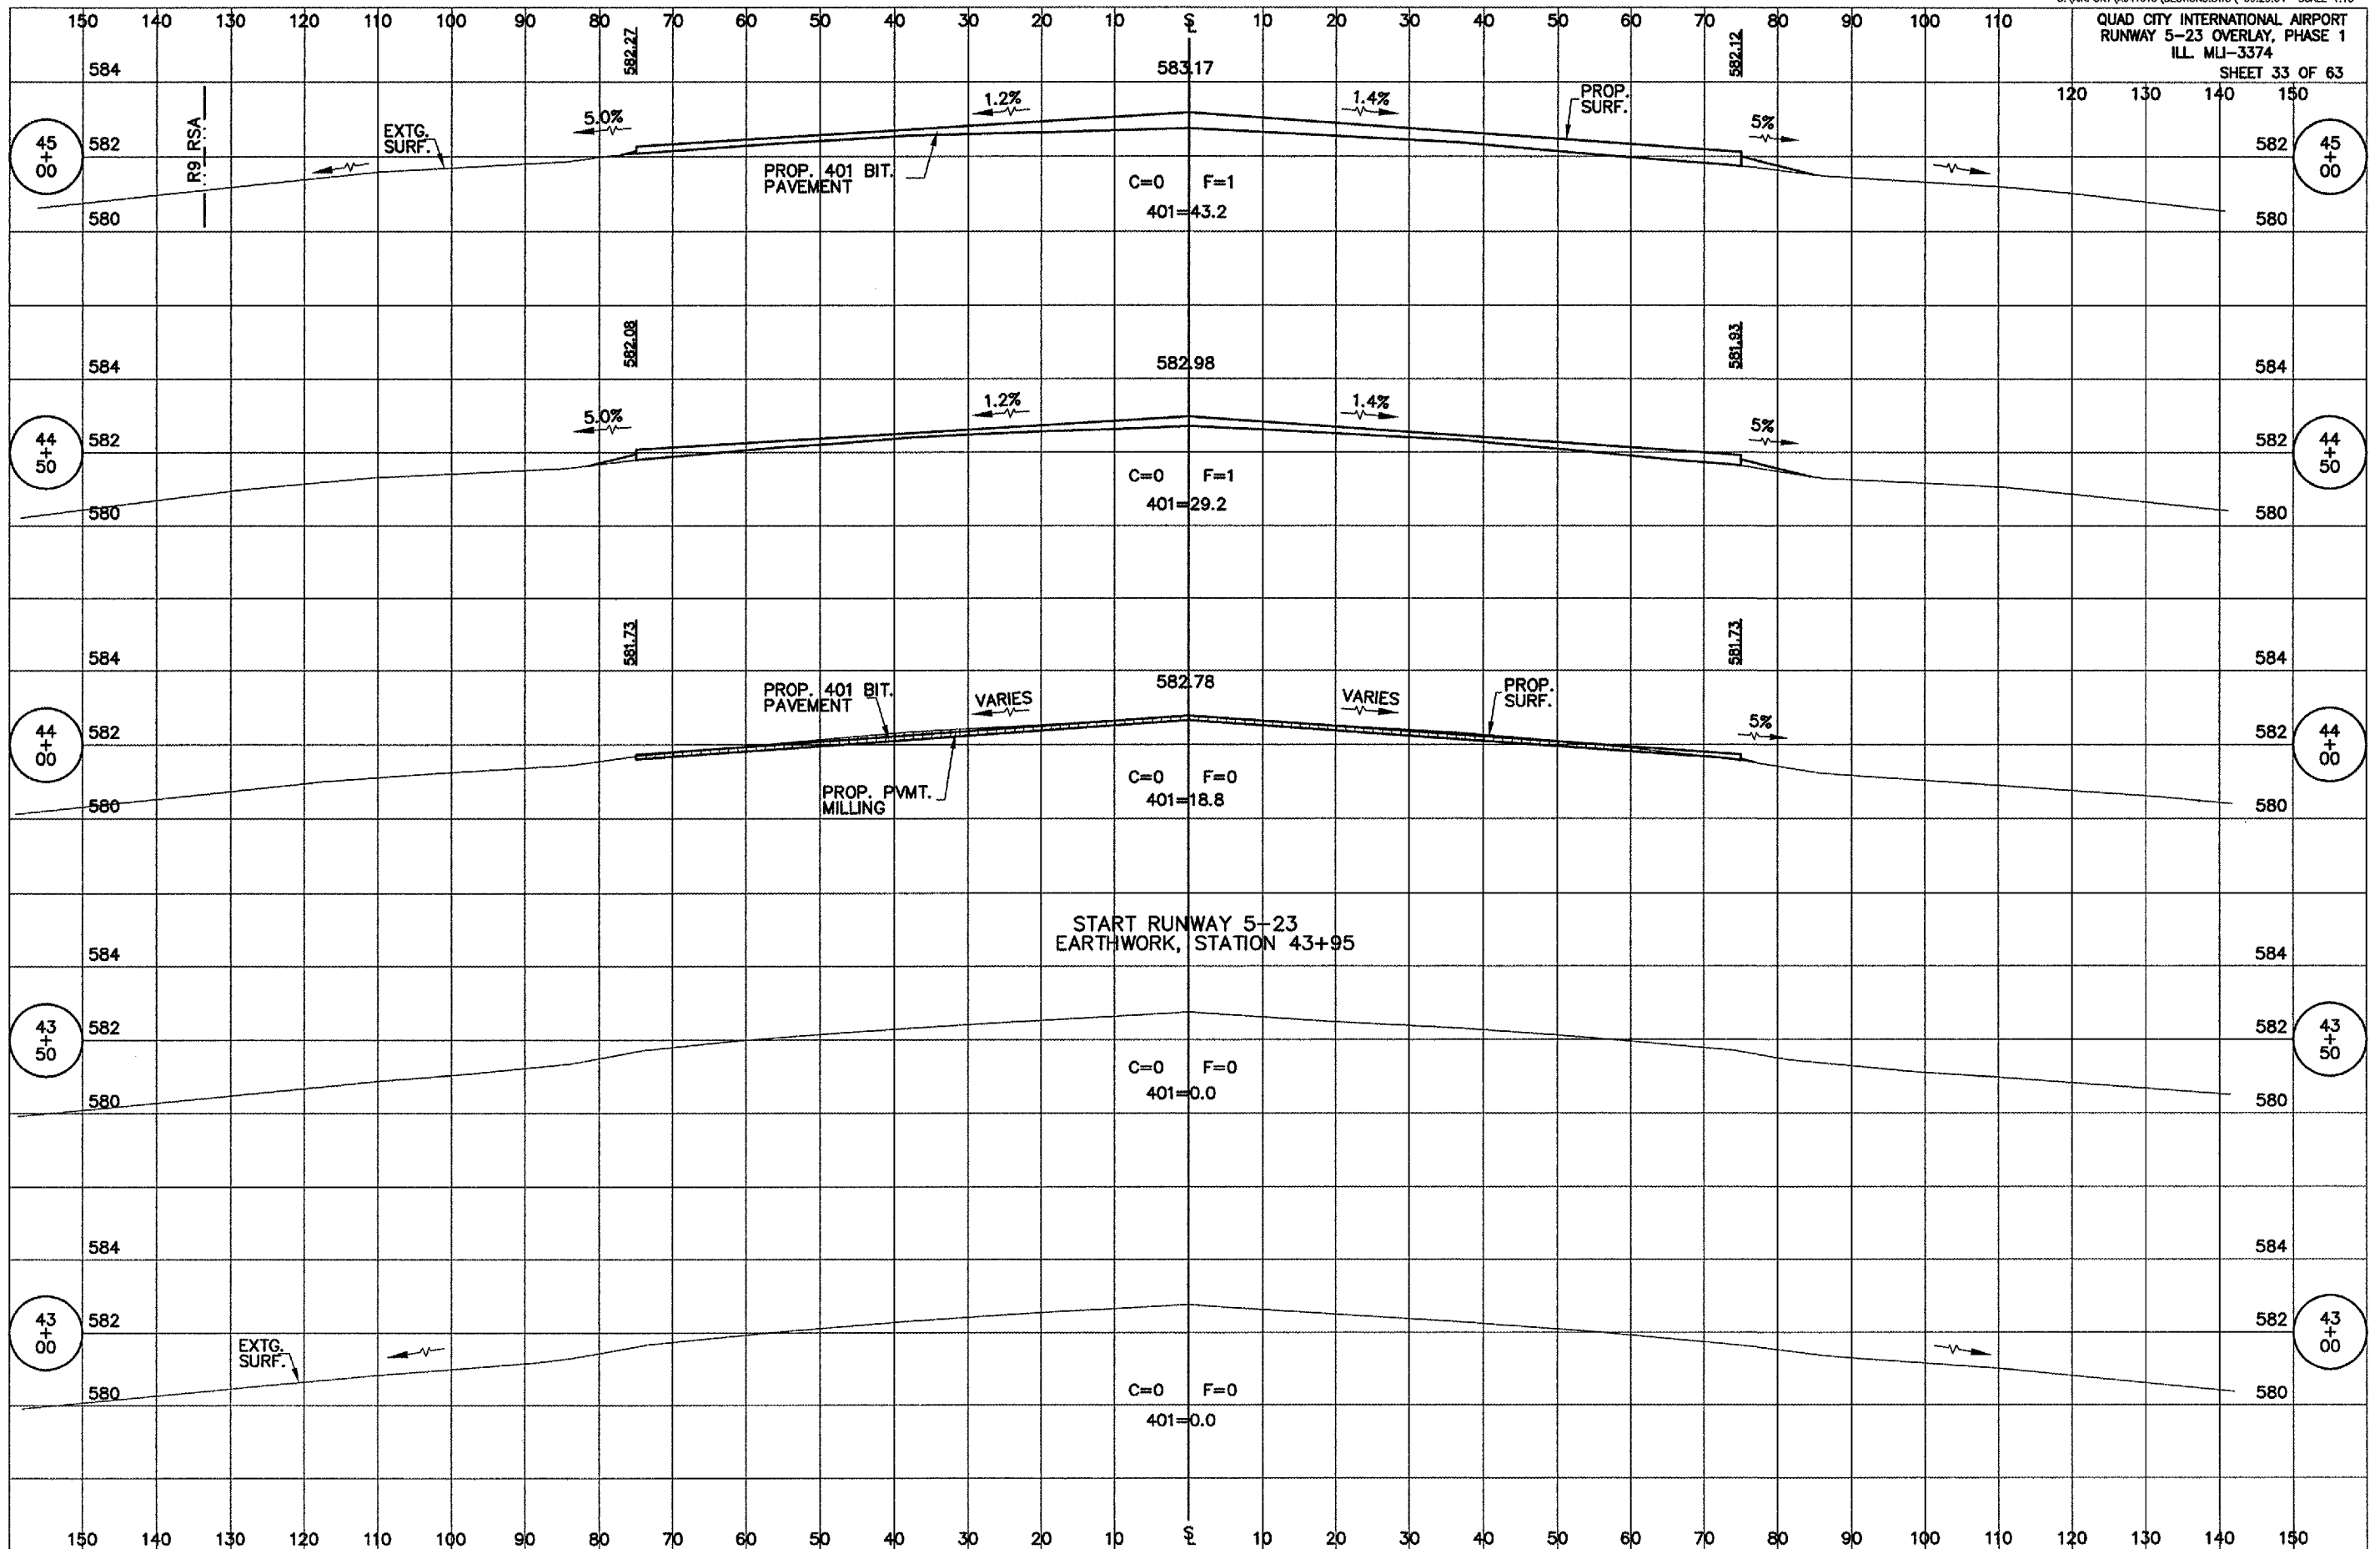 150 140 130 120 110 100 90 80 70 60 50 40 30 20 10 ℄ 10 20 30 40 50 60 70 80 90 100 110
QUAD CITY INTERNATIONAL AIRPORT
RUNWAY 5-23 OVERLAY, PHASE 1
ILL. MLI-3374
SHEET 33 OF 63
120 130 140 150
582.27
583.17
582.12
584
R9 RSA
EXTG.
SURF.
5.0%
1.2%
1.4%
PROP.
SURF.
5%
45
+
00
582
582
45
+
00
PROP. 401 BIT.
PAVEMENT
C=0 F=1
401=43.2
580
580
582.08
582.98
581.93
584
584
5.0%
1.2%
1.4%
5%
44
+
50
582
582
44
+
50
C=0 F=1
401=29.2
580
580
581.73
582.78
581.73
584
584
PROP. 401 BIT.
PAVEMENT
VARIES
VARIES
PROP.
SURF.
5%
44
+
00
582
582
44
+
00
PROP. PVMT.
MILLING
C=0 F=0
401=18.8
580
580
START RUNWAY 5-23
EARTHWORK, STATION 43+95
584
584
43
+
50
582
582
43
+
50
C=0 F=0
401=0.0
580
580
584
584
43
+
00
582
582
43
+
00
EXTG.
SURF.
C=0 F=0
401=0.0
580
580
150 140 130 120 110 100 90 80 70 60 50 40 30 20 10 ℄ 10 20 30 40 50 60 70 80 90 100 110 120 130 140 150